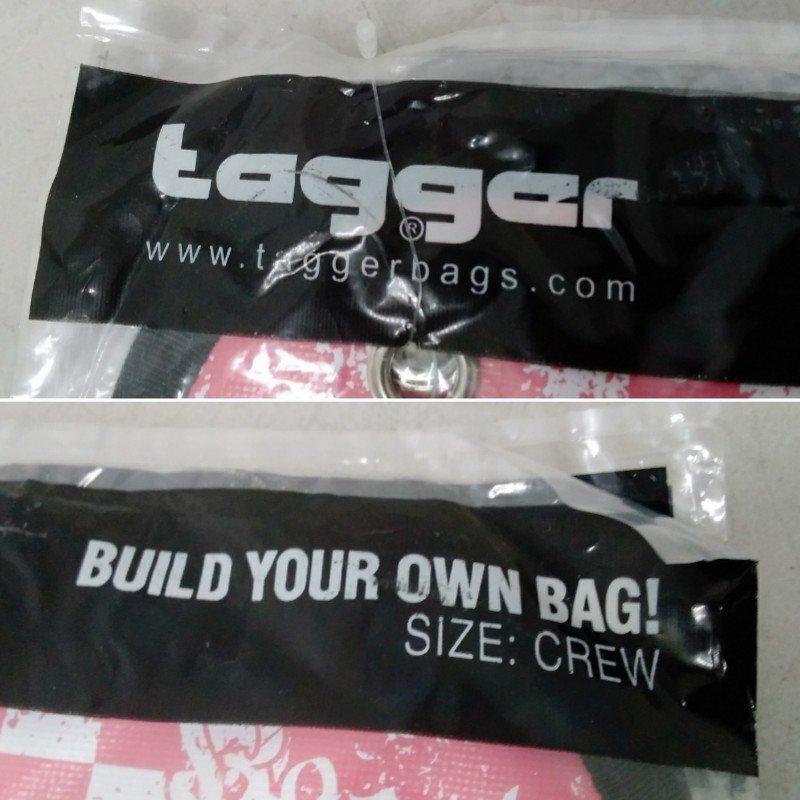 tagger
®
www.taggerbags.com
BUILD YOUR OWN BAG!
SIZE: CREW